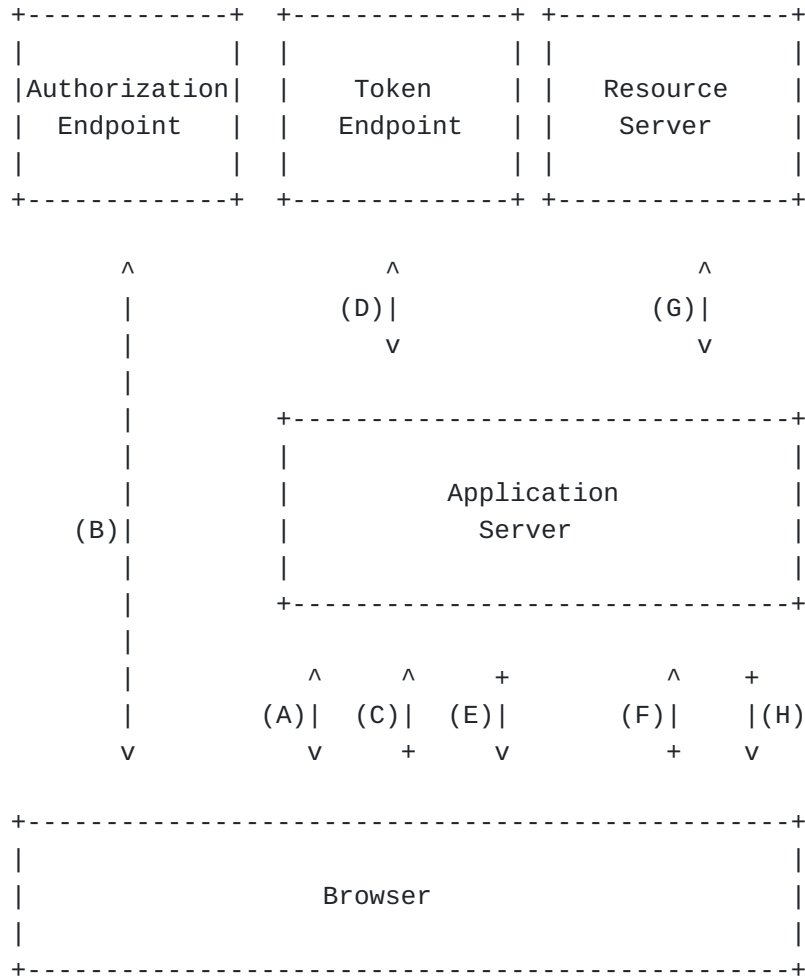 +-------------+  +--------------+ +---------------+
|             |  |              | |               |
|Authorization|  |    Token     | |   Resource    |
|  Endpoint   |  |   Endpoint   | |    Server     |
|             |  |              | |               |
+-------------+  +--------------+ +---------------+

       ^                ^                   ^
       |             (D)|                (G)|
       |                v                   v
       |
       |         +--------------------------------+
       |         |                                |
       |         |          Application           |
    (B)|         |            Server              |
       |         |                                |
       |         +--------------------------------+
       |
       |           ^     ^     +          ^    +
       |        (A)|  (C)|  (E)|       (F)|    |(H)
       v           v     +     v          +    v

+-------------------------------------------------+
|                                                 |
|                   Browser                       |
|                                                 |
+-------------------------------------------------+